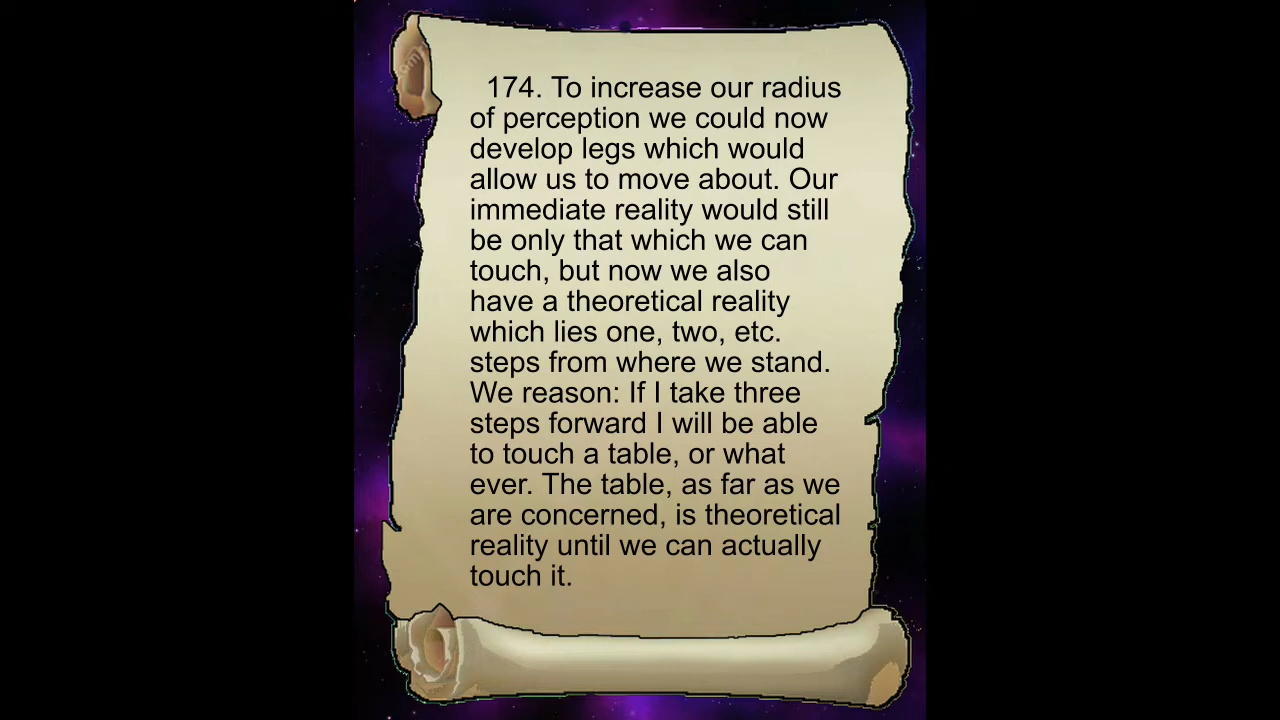 174. To increase our radius
of perception we could now
develop legs which would
allow us to move about. Our
immediate reality would still
be only that which we can
touch, but now we also
have a theoretical reality
which lies one, two, etc.
steps from where we stand.
We reason: If I take three
steps forward I will be able
to touch a table, or what
ever. The table, as far as we
are concerned, is theoretical
reality until we can actually
touch it.